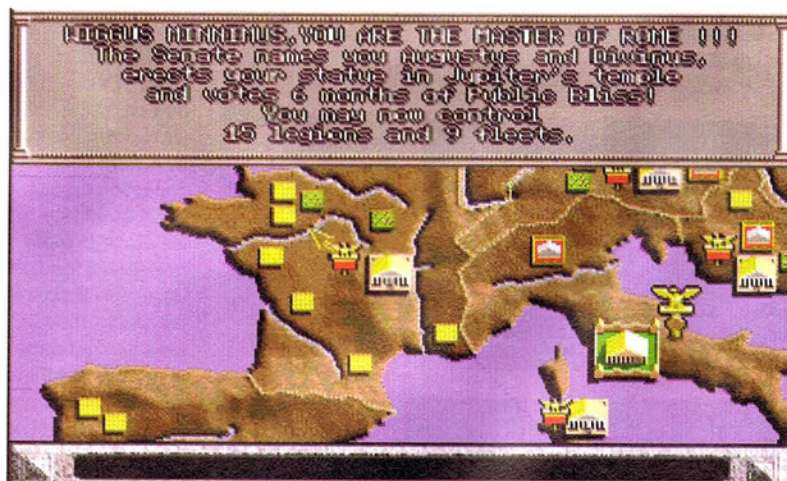 BIGGUS MINNIMUS,YOU ARE THE MASTER OF ROME !!!
The Senate names you Augustus and Divinus,
erects your statue in Jupiter's temple
and votes 6 months of Public Bliss!
You may now control
15 legions and 9 fleets.